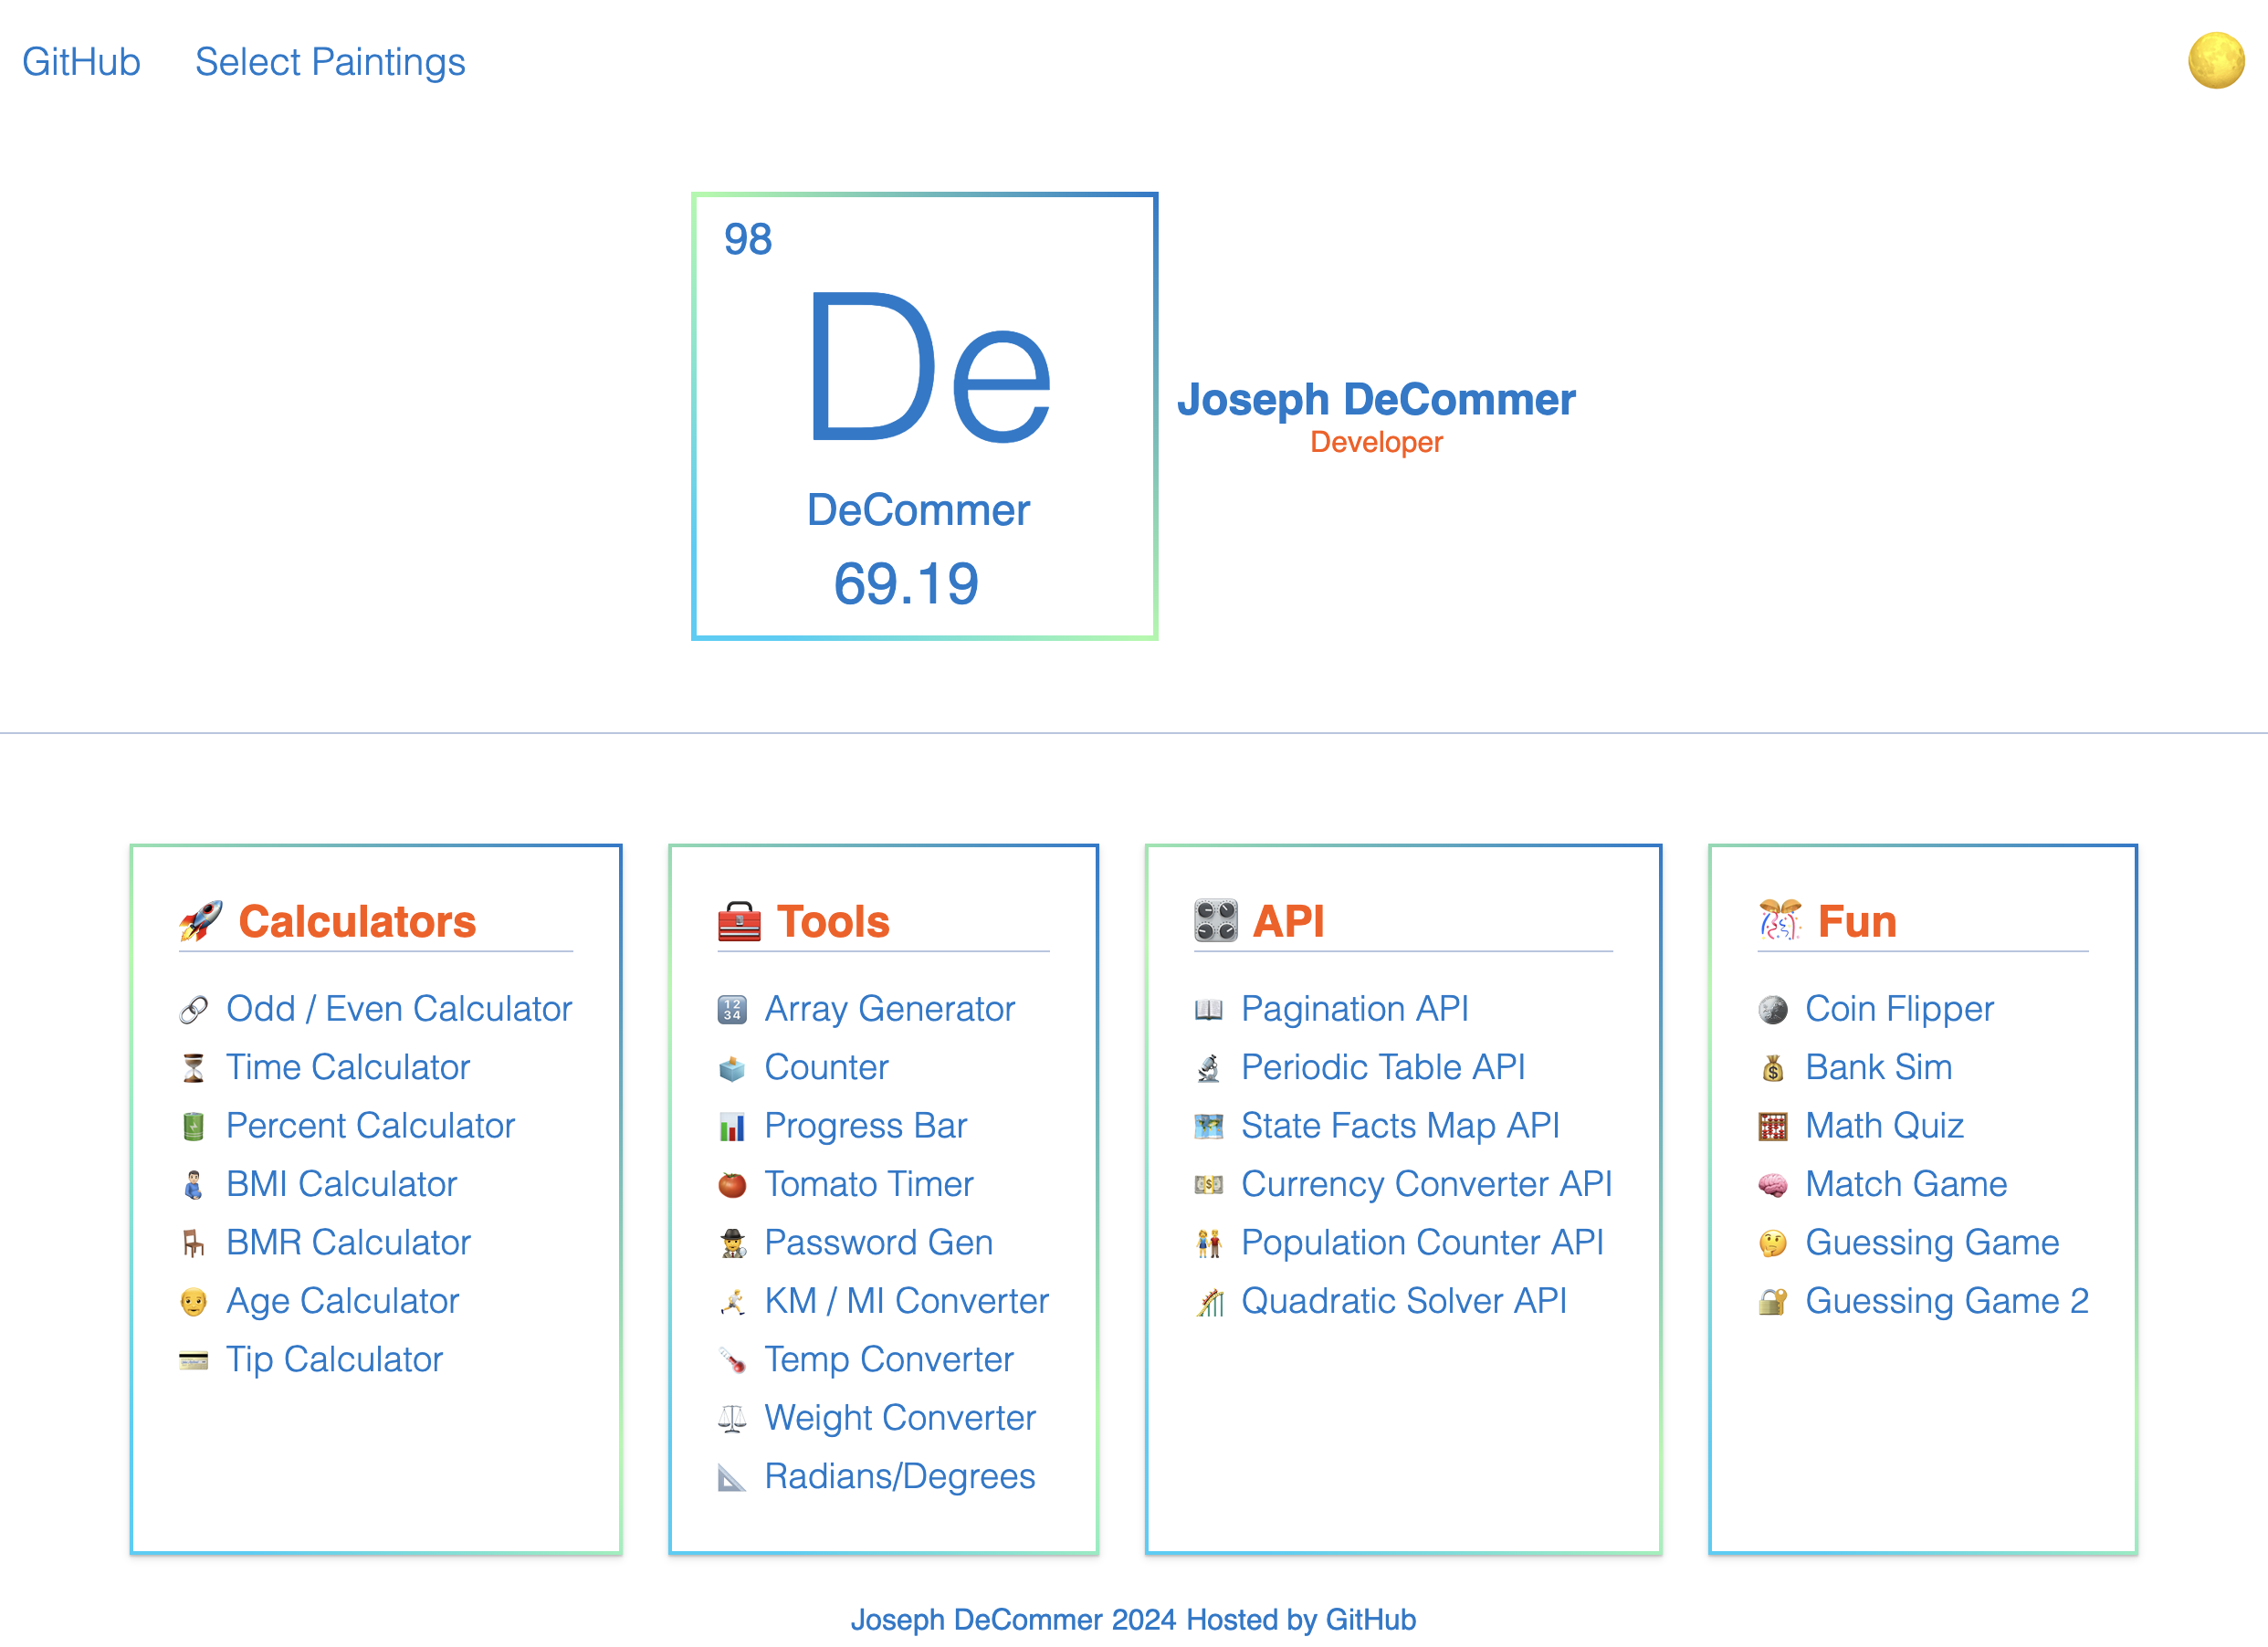 GitHub
Select Paintings
98
De
DeCommer
69.19
Joseph DeCommer
Developer
Calculators
Odd / Even Calculator
Time Calculator
Percent Calculator
BMI Calculator
BMR Calculator
Age Calculator
Tip Calculator
Tools
Array Generator
Counter
Progress Bar
Tomato Timer
Password Gen
KM / MI Converter
Temp Converter
Weight Converter
Radians/Degrees
API
Pagination API
Periodic Table API
State Facts Map API
Currency Converter API
Population Counter API
Quadratic Solver API
Fun
Coin Flipper
Bank Sim
Math Quiz
Match Game
Guessing Game
Guessing Game 2
Joseph DeCommer 2024 Hosted by GitHub